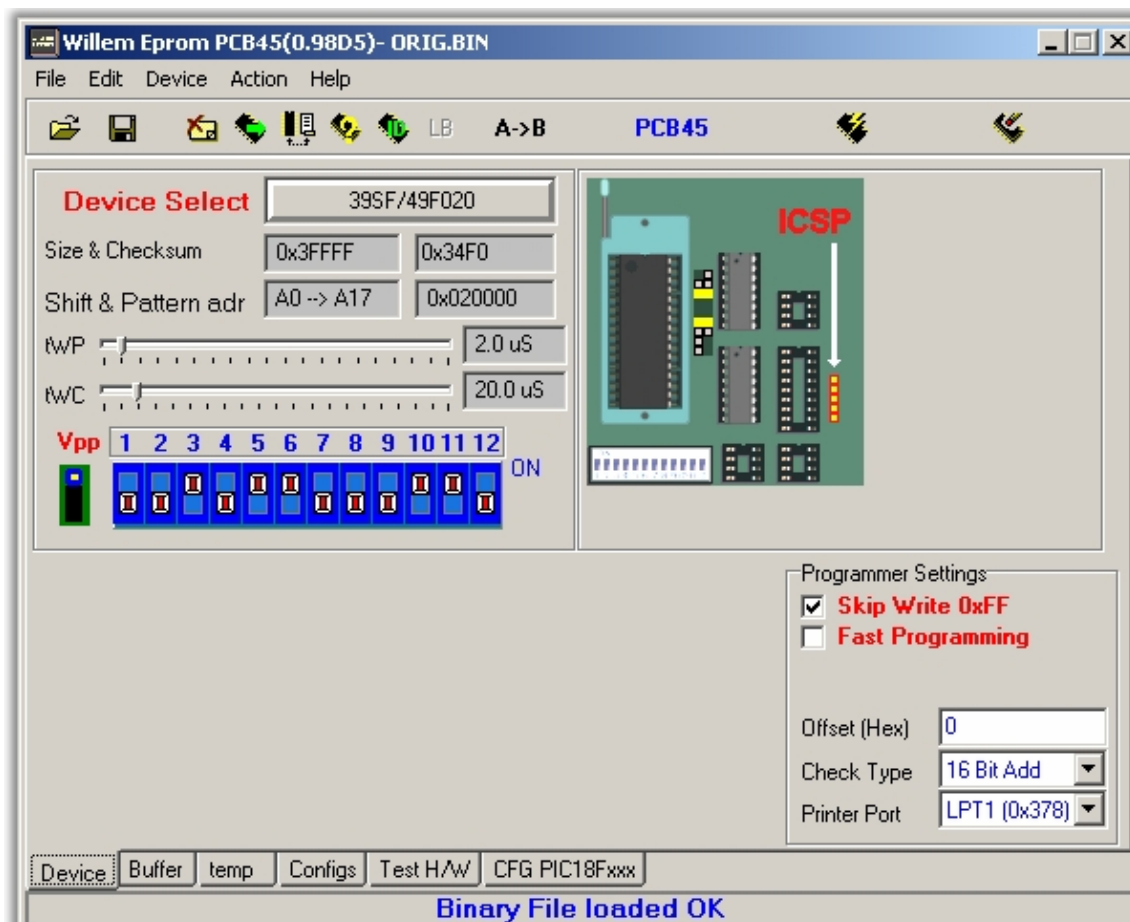 Willem Eprom PCB45(0.98D5)- ORIG.BIN
File Edit Device Action Help
LB A->B PCB45
Device Select 39SF/49F020
Size & Checksum 0x3FFFF 0x34F0
Shift & Pattern adr A0 --> A17 0x020000
tWP 2.0 uS
tWC 20.0 uS
Vpp 1 2 3 4 5 6 7 8 9 10 11 12
ON
ICSP
Programmer Settings
Skip Write 0xFF
Fast Programming
Offset (Hex) 0
Check Type 16 Bit Add
Printer Port LPT1 (0x378)
Device Buffer temp Configs Test H/W CFG PIC18Fxxx
Binary File loaded OK